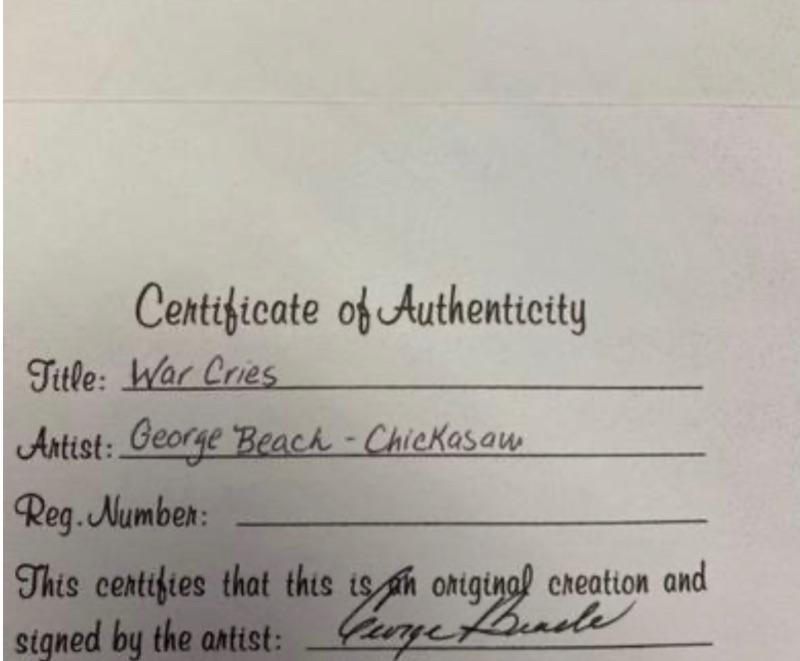 Certificate of Authenticity
Title: War Cries
Artist: George Beach - Chickasaw
Reg. Number:
This certifies that this is an original creation and
signed by the artist: George Beach